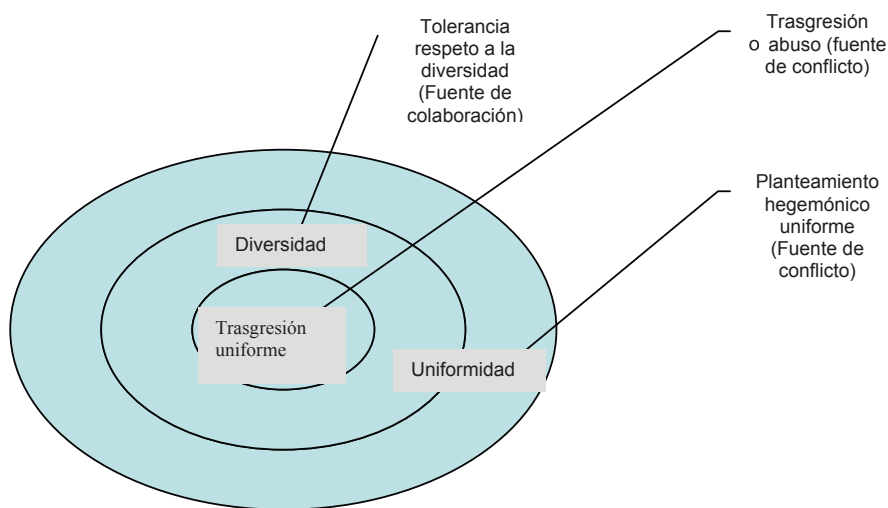 Tolerancia
respeto a la
diversidad
(Fuente de
colaboración)
Trasgresión
o abuso (fuente
de conflicto)
Planteamiento
hegemónico
uniforme
(Fuente de
conflicto)
Diversidad
Trasgresión
uniforme
Uniformidad